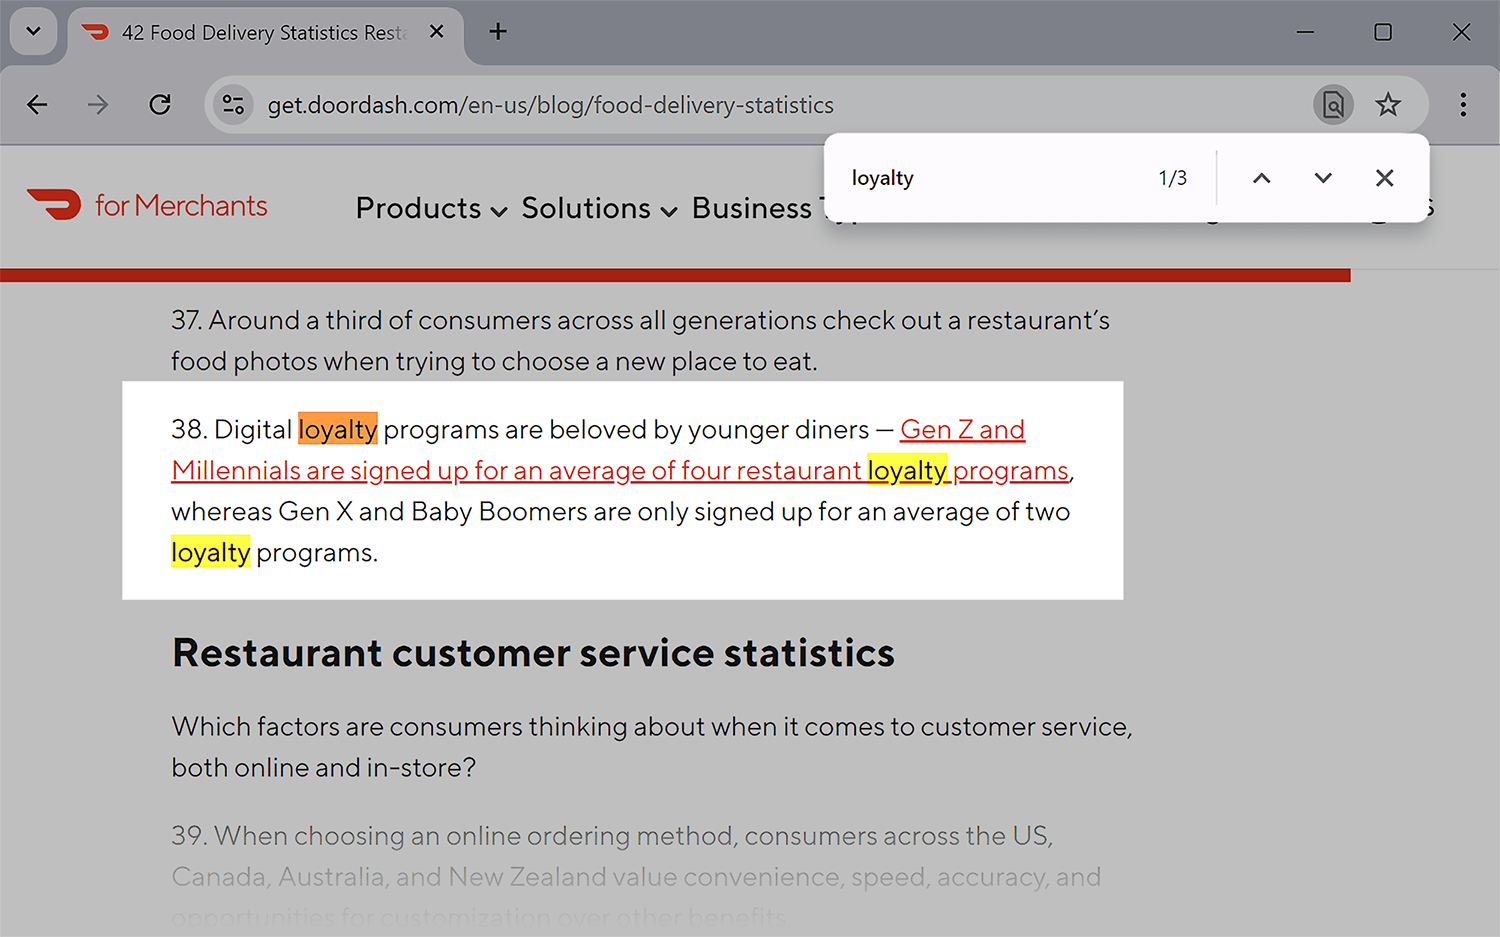 42 Food Delivery Statistics Resta
get.doordash.com/en-us/blog/food-delivery-statistics
loyalty 1/3
for Merchants Products Solutions Business
37. Around a third of consumers across all generations check out a restaurant’s
food photos when trying to choose a new place to eat.
38. Digital loyalty programs are beloved by younger diners — Gen Z and
Millennials are signed up for an average of four restaurant loyalty programs,
whereas Gen X and Baby Boomers are only signed up for an average of two
loyalty programs.
Restaurant customer service statistics
Which factors are consumers thinking about when it comes to customer service,
both online and in-store?
39. When choosing an online ordering method, consumers across the US,
Canada, Australia, and New Zealand value convenience, speed, accuracy, and
opportunities for customization over other benefits.